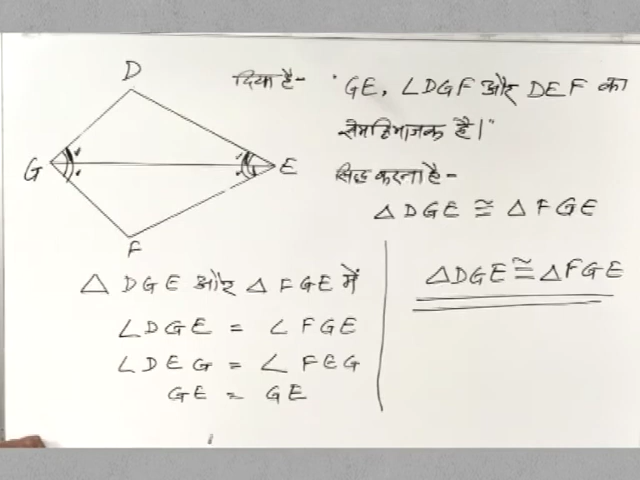 D
दिया है- "GE, ∠DGF और DEF का
समद्विभाजक है।"
G
E
सिद्ध करना है-
△DGE ≅ △FGE
F
△ DGE और △ FGE में
∠DGE = ∠FGE
∠DEG = ∠FEG
GE = GE
△DGE ≅ △FGE